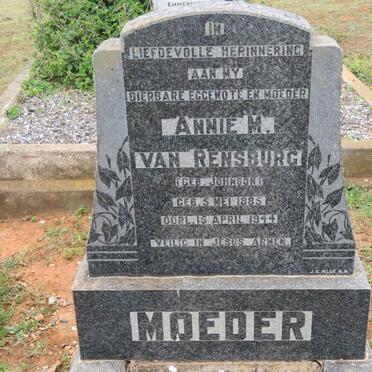 IN
LIEFDEVOLLE HERINNERING
AAN MY
DIERBARE EGGENOTE EN MOEDER
ANNIE M.
VAN RENSBURG
(GEB. JOHNSON)
GEB. 5 MEI 1885
OORL. 15 APRIL 1944
VEILIG IN JESUS ARMEN
MOEDER